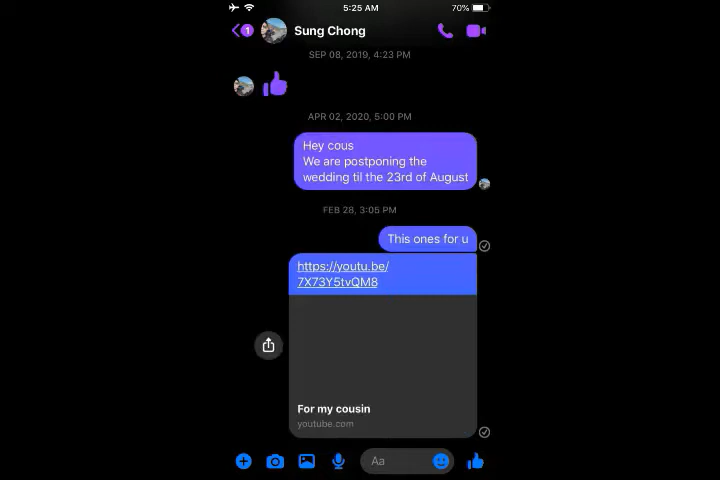 5:25 AM
70%
1
Sung Chong
SEP 08, 2019, 4:23 PM
APR 02, 2020, 5:00 PM
Hey cous
We are postponing the
wedding til the 23rd of August
FEB 28, 3:05 PM
This ones for u
https://youtu.be/
7X73Y5tvQM8
For my cousin
youtube.com
Aa